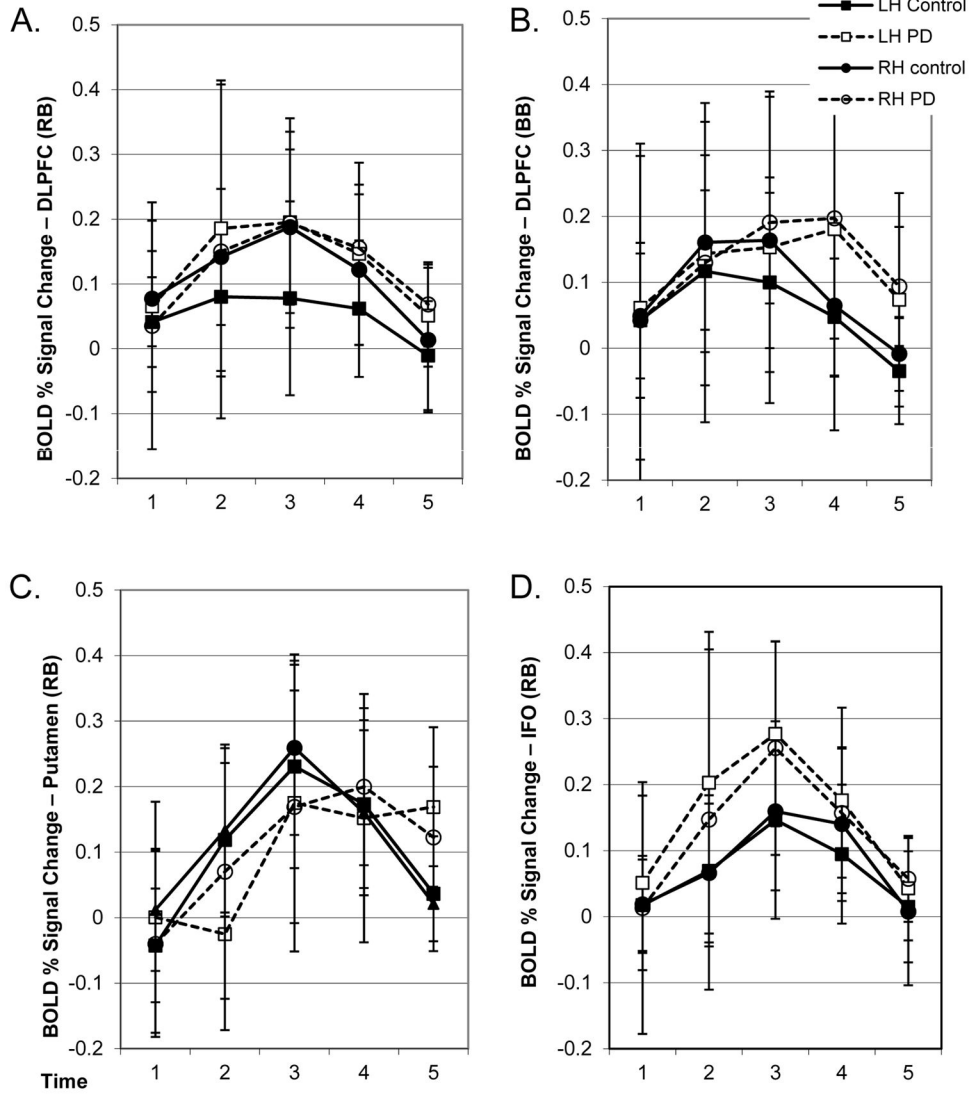 A.
BOLD % Signal Change – DLPFC (RB)
0.5
0.4
0.3
0.2
0.1
0
-0.1
-0.2
1 2 3 4 5
B.
BOLD % Signal Change – DLPFC (BB)
0.5
0.4
0.3
0.2
0.1
0
-0.1
-0.2
1 2 3 4 5
LH Control
LH PD
RH control
RH PD
C.
BOLD % Signal Change – Putamen (RB)
0.5
0.4
0.3
0.2
0.1
0
-0.1
-0.2
Time 1 2 3 4 5
D.
BOLD % Signal Change – IFO (RB)
0.5
0.4
0.3
0.2
0.1
0
-0.1
-0.2
1 2 3 4 5